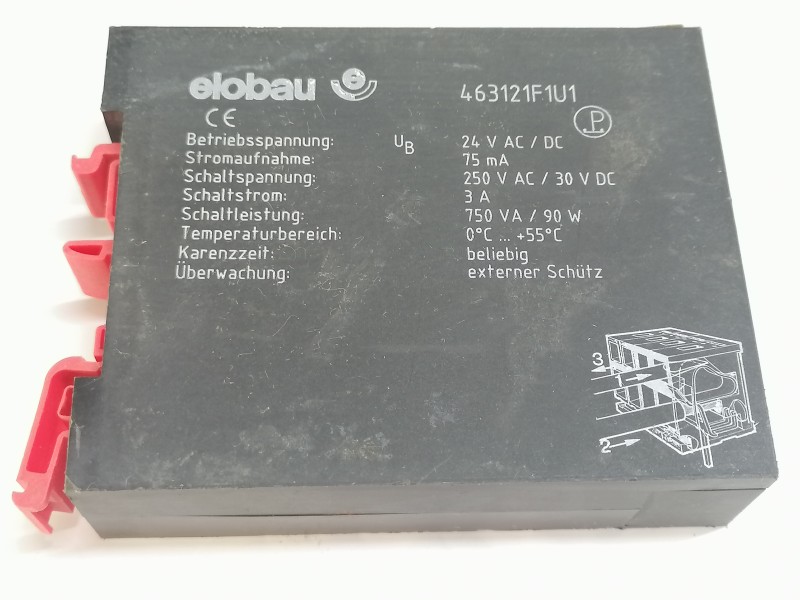 elobau e 463121F1U1
CE P
Betriebsspannung: UB 24 V AC / DC
Stromaufnahme: 75 mA
Schaltspannung: 250 V AC / 30 V DC
Schaltstrom: 3 A
Schaltleistung: 750 VA / 90 W
Temperaturbereich: 0°C ... +55°C
Karenzzeit: beliebig
Überwachung: externer Schütz
3
1
2